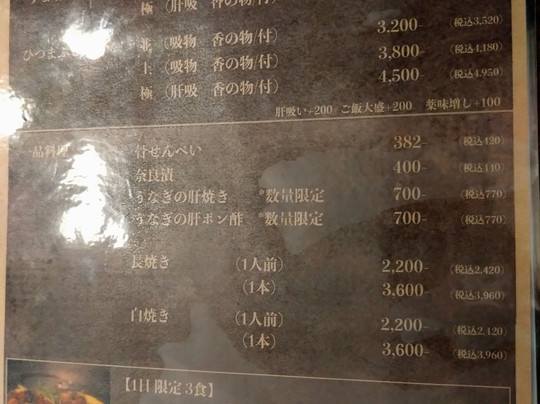 極（肝吸　香の物/付）
3,200-（税込3,520）
ひつまぶ
並（吸物　香の物/付） 3,800-（税込4,180）
上（吸物　香の物/付） 4,500-（税込4,950）
極（肝吸　香の物/付）
肝吸い+200　ご飯大盛+200　薬味増し+100
一品料理　骨せんべい　382-（税込420）
奈良漬　400-（税込440）
うなぎの肝焼き　*数量限定　700-（税込770）
うなぎの肝ポン酢　*数量限定　700-（税込770）
長焼き　（1人前）　2,200-（税込2,420）
（1本）　3,600-（税込3,960）
白焼き　（1人前）　2,200-（税込2,420）
（1本）　3,600-（税込3,960）
【1日 限定 3食】